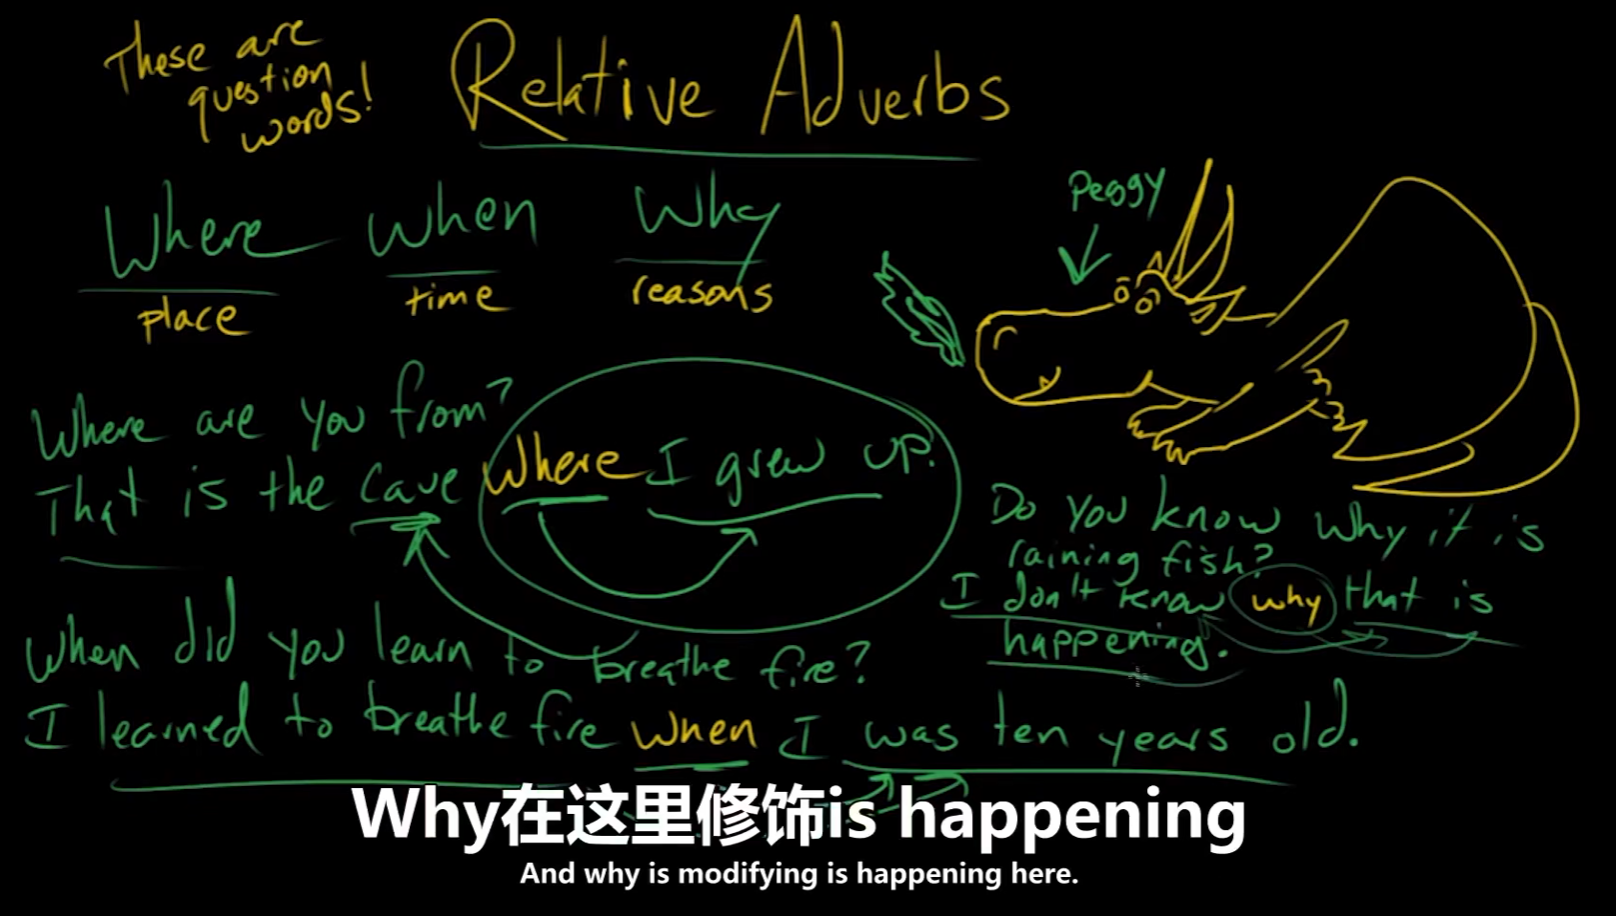 These are
question
words!
Relative Adverbs
Where when Why
place time reasons
Peggy
Where are you from?
That is the cave where I grew up.
Do you know why it is
raining fish?
I don't know why that is
happening.
When did you learn to breathe fire?
I learned to breathe fire when I was ten years old.
Why在这里修饰is happening
And why is modifying is happening here.